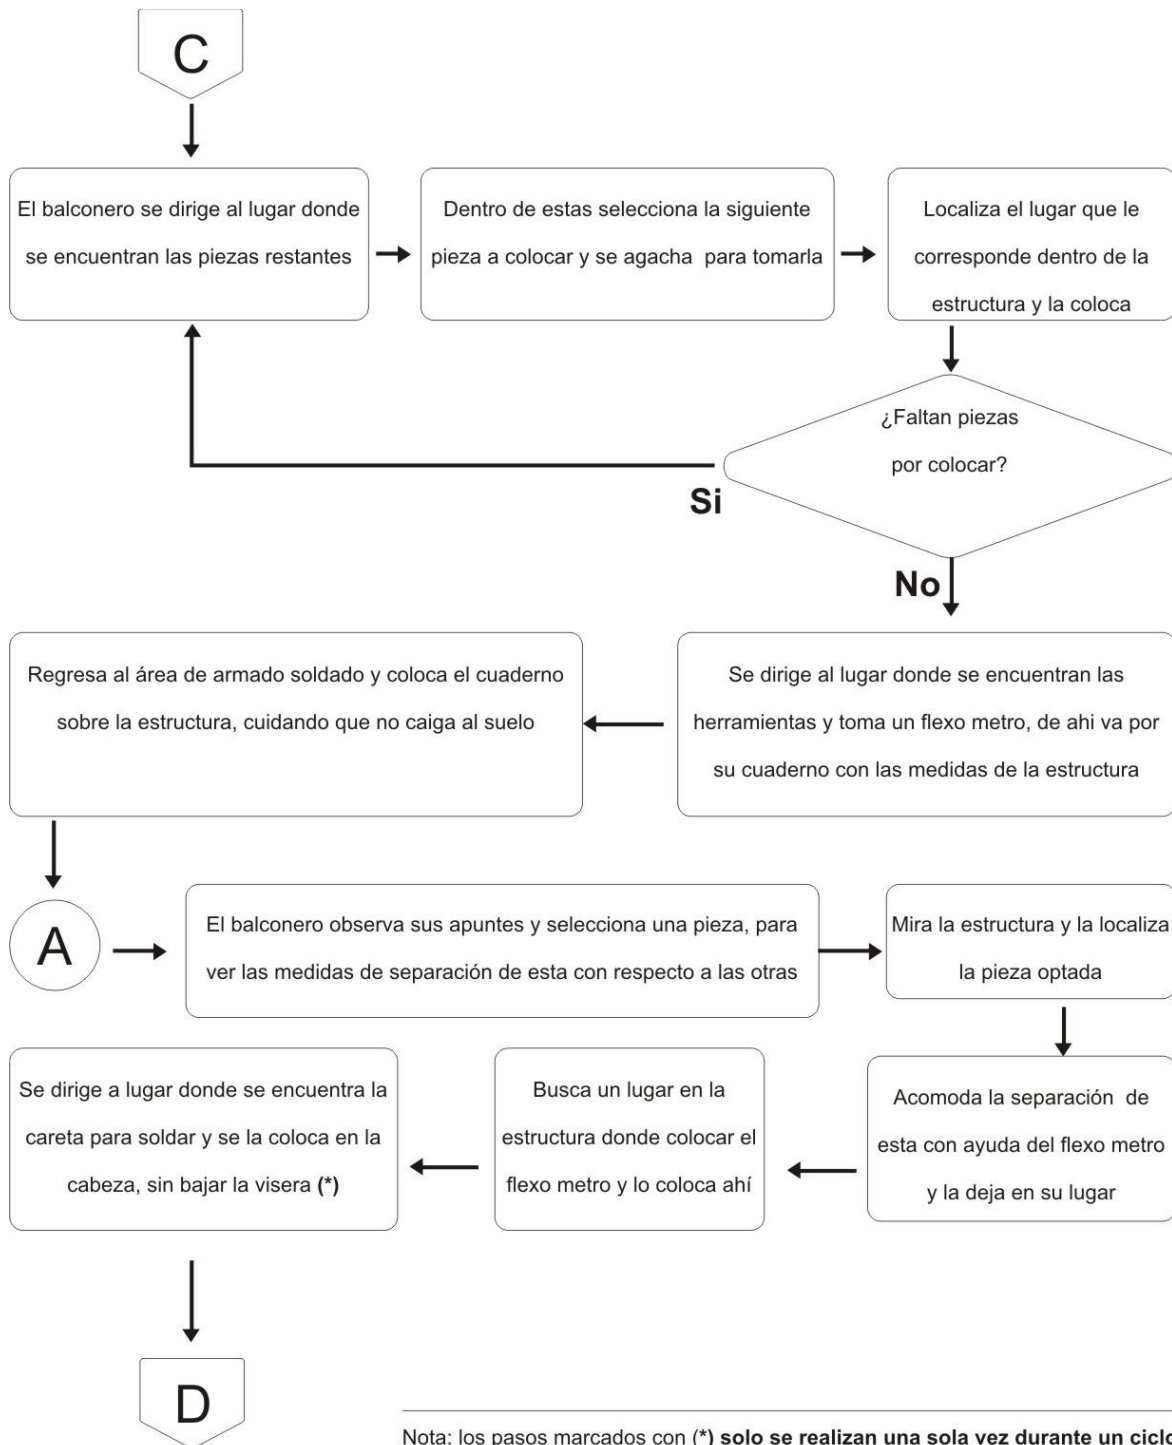 C
El balconero se dirige al lugar donde
se encuentran las piezas restantes
Dentro de estas selecciona la siguiente
pieza a colocar y se agacha para tomarla
Localiza el lugar que le
corresponde dentro de la
estructura y la coloca
¿Faltan piezas
por colocar?
Si
No
Se dirige al lugar donde se encuentran las
herramientas y toma un flexo metro, de ahi va por
su cuaderno con las medidas de la estructura
Regresa al área de armado soldado y coloca el cuaderno
sobre la estructura, cuidando que no caiga al suelo
A
El balconero observa sus apuntes y selecciona una pieza, para
ver las medidas de separación de esta con respecto a las otras
Mira la estructura y la localiza
la pieza optada
Acomoda la separación de
esta con ayuda del flexo metro
y la deja en su lugar
Busca un lugar en la
estructura donde colocar el
flexo metro y lo coloca ahí
Se dirige a lugar donde se encuentra la
careta para soldar y se la coloca en la
cabeza, sin bajar la visera (*)
D
Nota: los pasos marcados con (*) solo se realizan una sola vez durante un ciclo